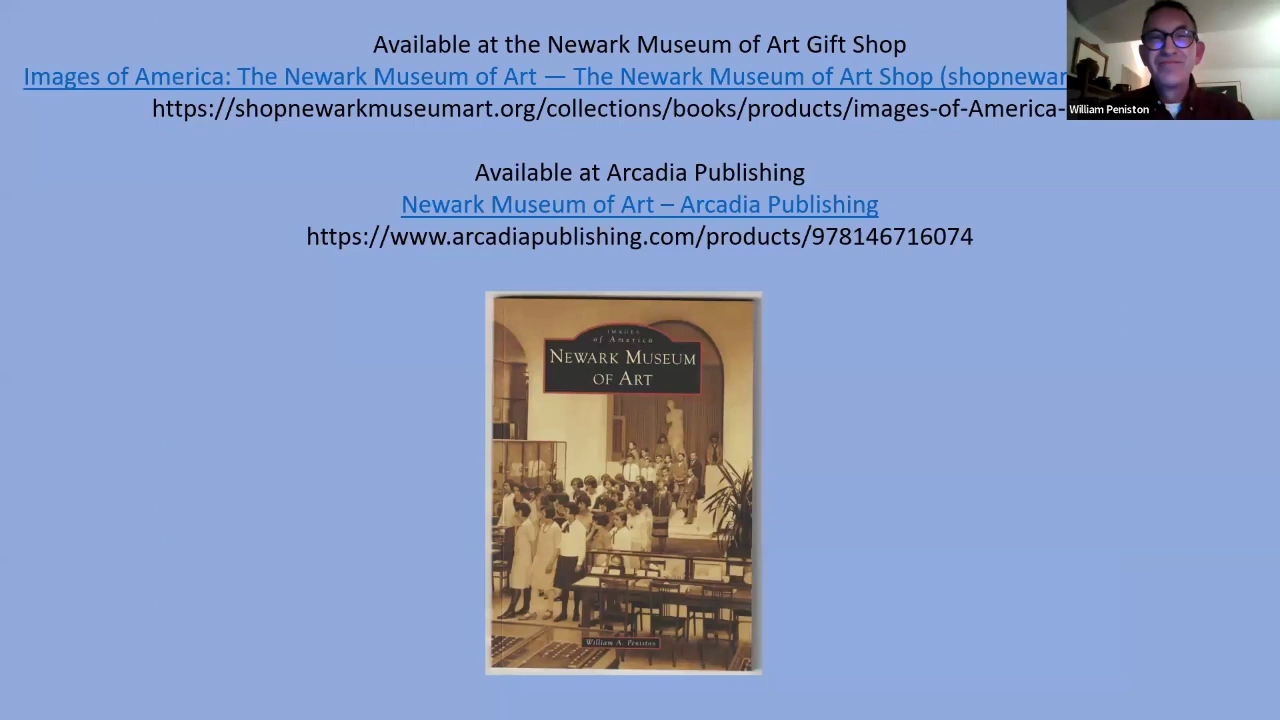 Available at the Newark Museum of Art Gift Shop
Images of America: The Newark Museum of Art — The Newark Museum of Art Shop (shopnewar
https://shopnewarkmuseumart.org/collections/books/products/images-of-America-
William Peniston
Available at Arcadia Publishing
Newark Museum of Art – Arcadia Publishing
https://www.arcadiapublishing.com/products/978146716074
IMAGES
of America
NEWARK MUSEUM
OF ART
William A. Peniston